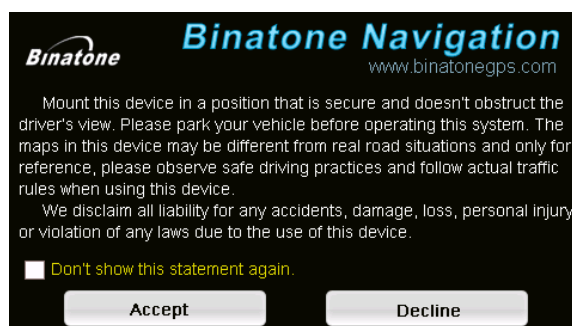 Binatone Binatone Navigation
www.binatonegps.com
Mount this device in a position that is secure and doesn't obstruct the
driver's view. Please park your vehicle before operating this system. The
maps in this device may be different from real road situations and only for
reference, please observe safe driving practices and follow actual traffic
rules when using this device.
We disclaim all liability for any accidents, damage, loss, personal injury
or violation of any laws due to the use of this device.
Don't show this statement again.
Accept Decline